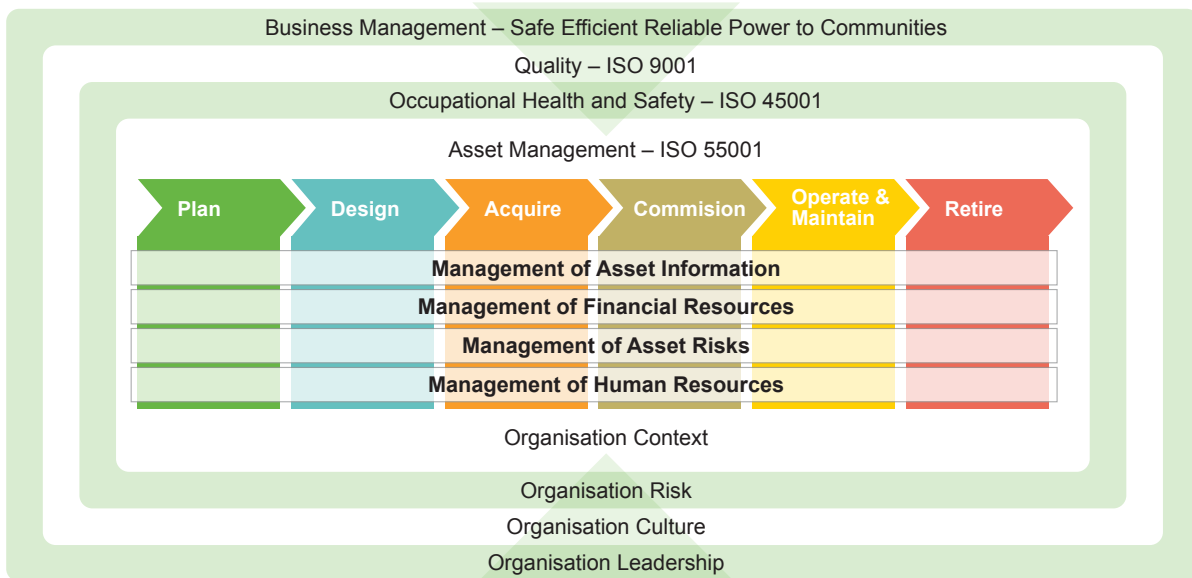 Business Management – Safe Efficient Reliable Power to Communities
Quality – ISO 9001
Occupational Health and Safety – ISO 45001
Asset Management – ISO 55001
Plan
Design
Acquire
Commision
Operate &
Maintain
Retire
Management of Asset Information
Management of Financial Resources
Management of Asset Risks
Management of Human Resources
Organisation Context
Organisation Risk
Organisation Culture
Organisation Leadership